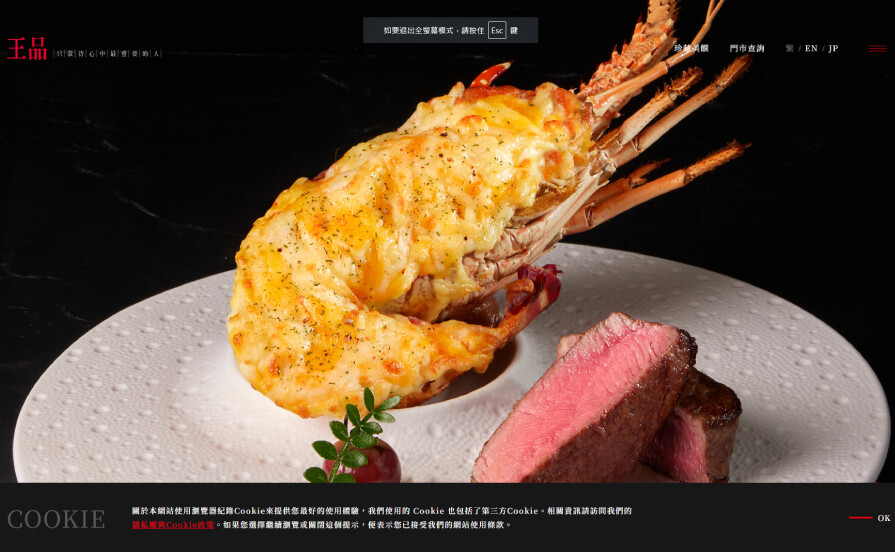 如要退出全螢幕模式，請按住 Esc 鍵
王品 只款待心中最重要的人
珍藏美饌 門市查詢 繁 / EN / JP
COOKIE
關於本網站使用瀏覽器紀錄Cookie來提供您最好的使用體驗，我們使用的 Cookie 也包括了第三方Cookie。相關資訊請訪問我們的
隱私權與Cookie政策。如果您選擇繼續瀏覽或關閉這個提示，便表示您已接受我們的網站使用條款。
OK